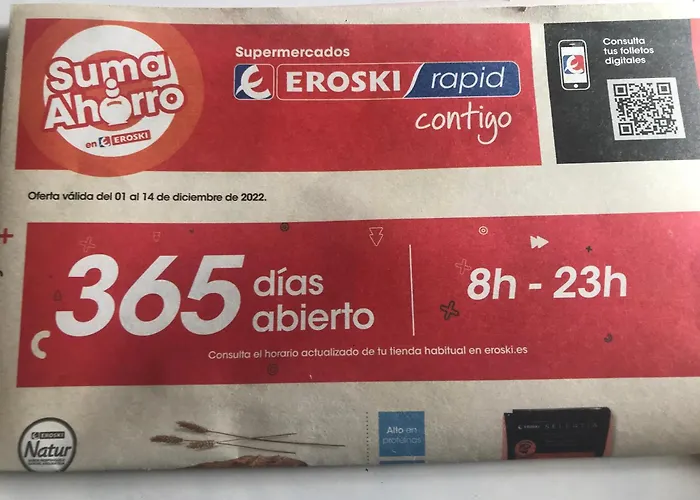 Suma
Ahorro
en EROSKI
Supermercados
EROSKI rapid
contigo
Consulta
tus folletos
digitales
Oferta válida del 01 al 14 de diciembre de 2022.
365 días
abierto
8h - 23h
Consulta el horario actualizado de tu tienda habitual en eroski.es
EROSKI
Natur
Alto en
proteínas
EROSKI SELEQTIA